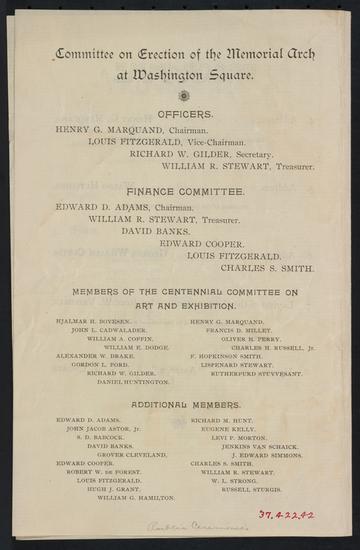 Committee on Erection of the Memorial Arch
at Washington Square.
OFFICERS.
HENRY G. MARQUAND, Chairman.
LOUIS FITZGERALD, Vice-Chairman.
RICHARD W. GILDER, Secretary.
WILLIAM R. STEWART, Treasurer.
FINANCE COMMITTEE.
EDWARD D. ADAMS, Chairman.
WILLIAM R. STEWART, Treasurer.
DAVID BANKS.
EDWARD COOPER.
LOUIS FITZGERALD.
CHARLES S. SMITH.
MEMBERS OF THE CENTENNIAL COMMITTEE ON
ART AND EXHIBITION.
HJALMAR H. BOYESEN.
JOHN L. CADWALADER.
WILLIAM A. COFFIN.
WILLIAM E. DODGE.
ALEXANDER W. DRAKE.
GORDON L. FORD.
RICHARD W. GILDER.
DANIEL HUNTINGTON.
HENRY G. MARQUAND.
FRANCIS D. MILLET.
OLIVER H. PERRY.
CHARLES H. RUSSELL, Jr.
F. HOPKINSON SMITH.
LISPENARD STEWART.
RUTHERFURD STUYVESANT.
ADDITIONAL MEMBERS.
EDWARD D. ADAMS.
JOHN JACOB ASTOR, Jr.
S. D. BABCOCK.
DAVID BANKS.
GROVER CLEVELAND.
EDWARD COOPER.
ROBERT W. DE FOREST.
LOUIS FITZGERALD.
HUGH J. GRANT.
WILLIAM G. HAMILTON.
RICHARD M. HUNT.
EUGENE KELLY.
LEVI P. MORTON.
JENKINS VAN SCHAICK.
J. EDWARD SIMMONS.
CHARLES S. SMITH.
WILLIAM R. STEWART.
W. L. STRONG.
RUSSELL STURGIS.
37.422.42
Public Ceremonies